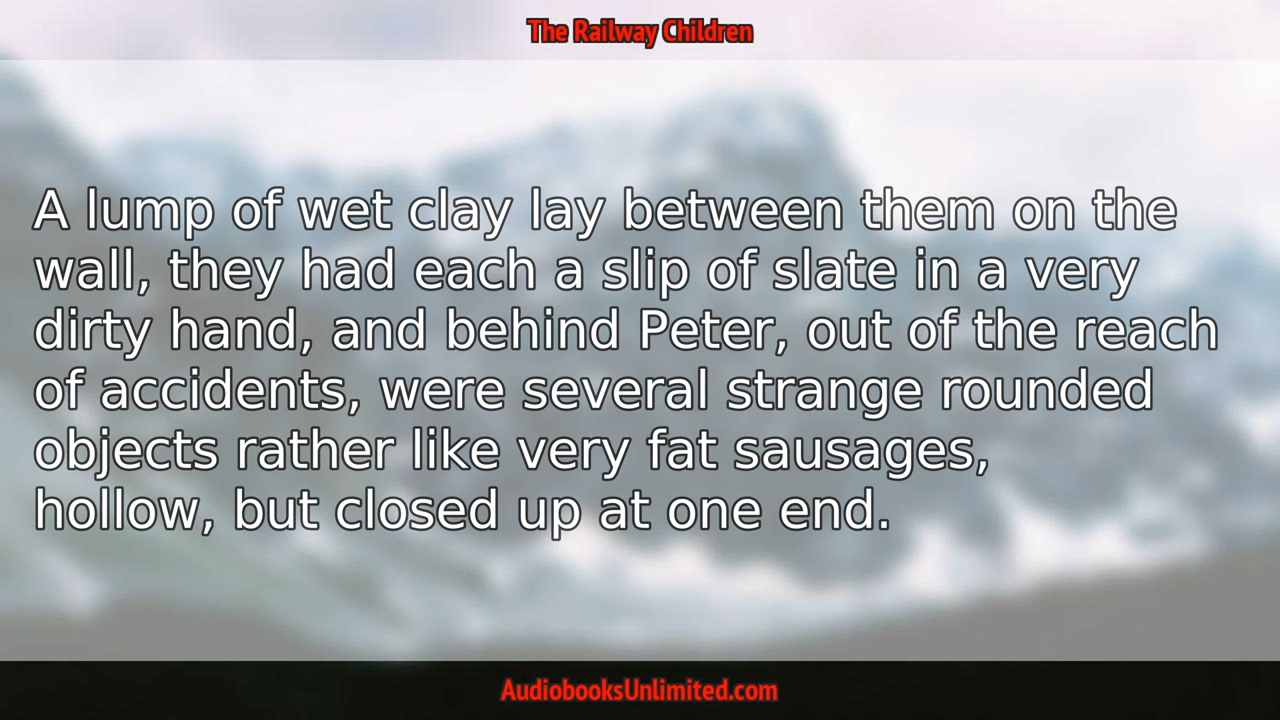 The Railway Children
A lump of wet clay lay between them on the
wall, they had each a slip of slate in a very
dirty hand, and behind Peter, out of the reach
of accidents, were several strange rounded
objects rather like very fat sausages,
hollow, but closed up at one end.
AudiobooksUnlimited.com